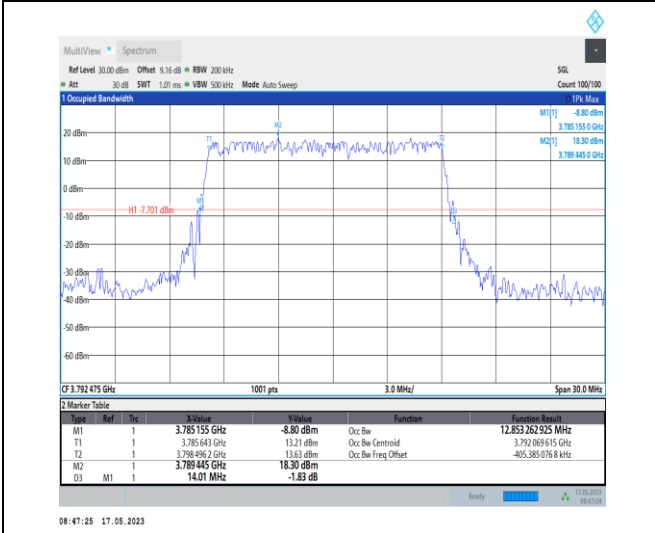 MultiView Spectrum
Ref Level 30.00 dBm Offset 9.16 dB RBW 200 kHz SGL
Att 30 dB SWT 1.01 ms VBW 500 kHz Mode Auto Sweep Count 100/100
1 Occupied Bandwidth 1Pk Max
M1[1] -8.80 dBm
3.785 155 0 GHz
M2[1] 18.30 dBm
3.789 445 0 GHz
M2
T1 T2
20 dBm
10 dBm
0 dBm
M1
H1 -7.701 dBm D3
-10 dBm
-20 dBm
-30 dBm
-40 dBm
-50 dBm
-60 dBm
CF 3.792 475 GHz 1001 pts 3.0 MHz/ Span 30.0 MHz
2 Marker Table
Type Ref Trc X-Value Y-Value Function Function Result
M1 1 3.785 155 GHz -8.80 dBm Occ Bw 12.853 262 925 MHz
T1 1 3.785 643 GHz 13.21 dBm Occ Bw Centroid 3.792 069 615 GHz
T2 1 3.798 496 2 GHz 13.63 dBm Occ Bw Freq Offset -405.385 076 8 kHz
M2 1 3.789 445 GHz 18.30 dBm
D3 M1 1 14.01 MHz -1.83 dB
Ready 17.05.2023
08:47:24
08:47:25 17.05.2023